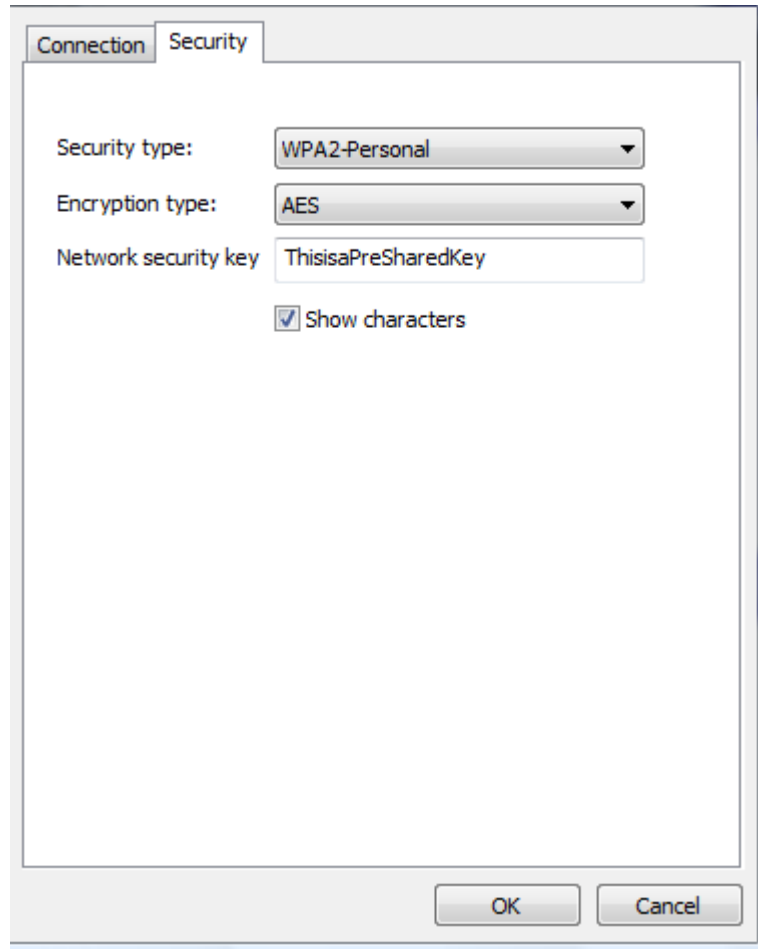 Connection Security
Security type: WPA2-Personal
Encryption type: AES
Network security key ThisisaPreSharedKey
Show characters
OK Cancel